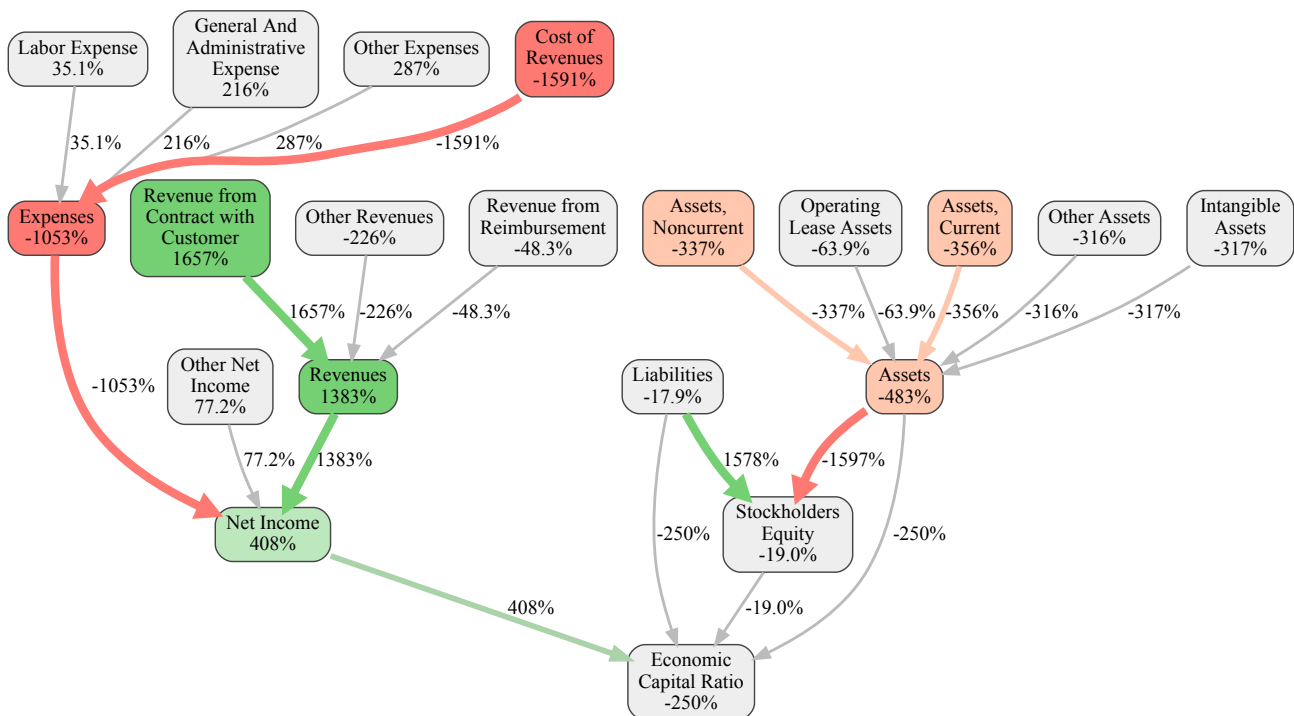 Labor Expense
35.1%
General And
Administrative
Expense
216%
Other Expenses
287%
Cost of
Revenues
-1591%
35.1%
216%
287%
-1591%
Expenses
-1053%
Revenue from
Contract with
Customer
1657%
Other Revenues
-226%
Revenue from
Reimbursement
-48.3%
Assets,
Noncurrent
-337%
Operating
Lease Assets
-63.9%
Assets,
Current
-356%
Other Assets
-316%
Intangible
Assets
-317%
1657%
-226%
-48.3%
-337%
-63.9%
-356%
-316%
-317%
-1053%
Other Net
Income
77.2%
Revenues
1383%
Liabilities
-17.9%
Assets
-483%
77.2%
1383%
1578%
-1597%
Net Income
408%
-250%
Stockholders
Equity
-19.0%
-250%
408%
-19.0%
Economic
Capital Ratio
-250%